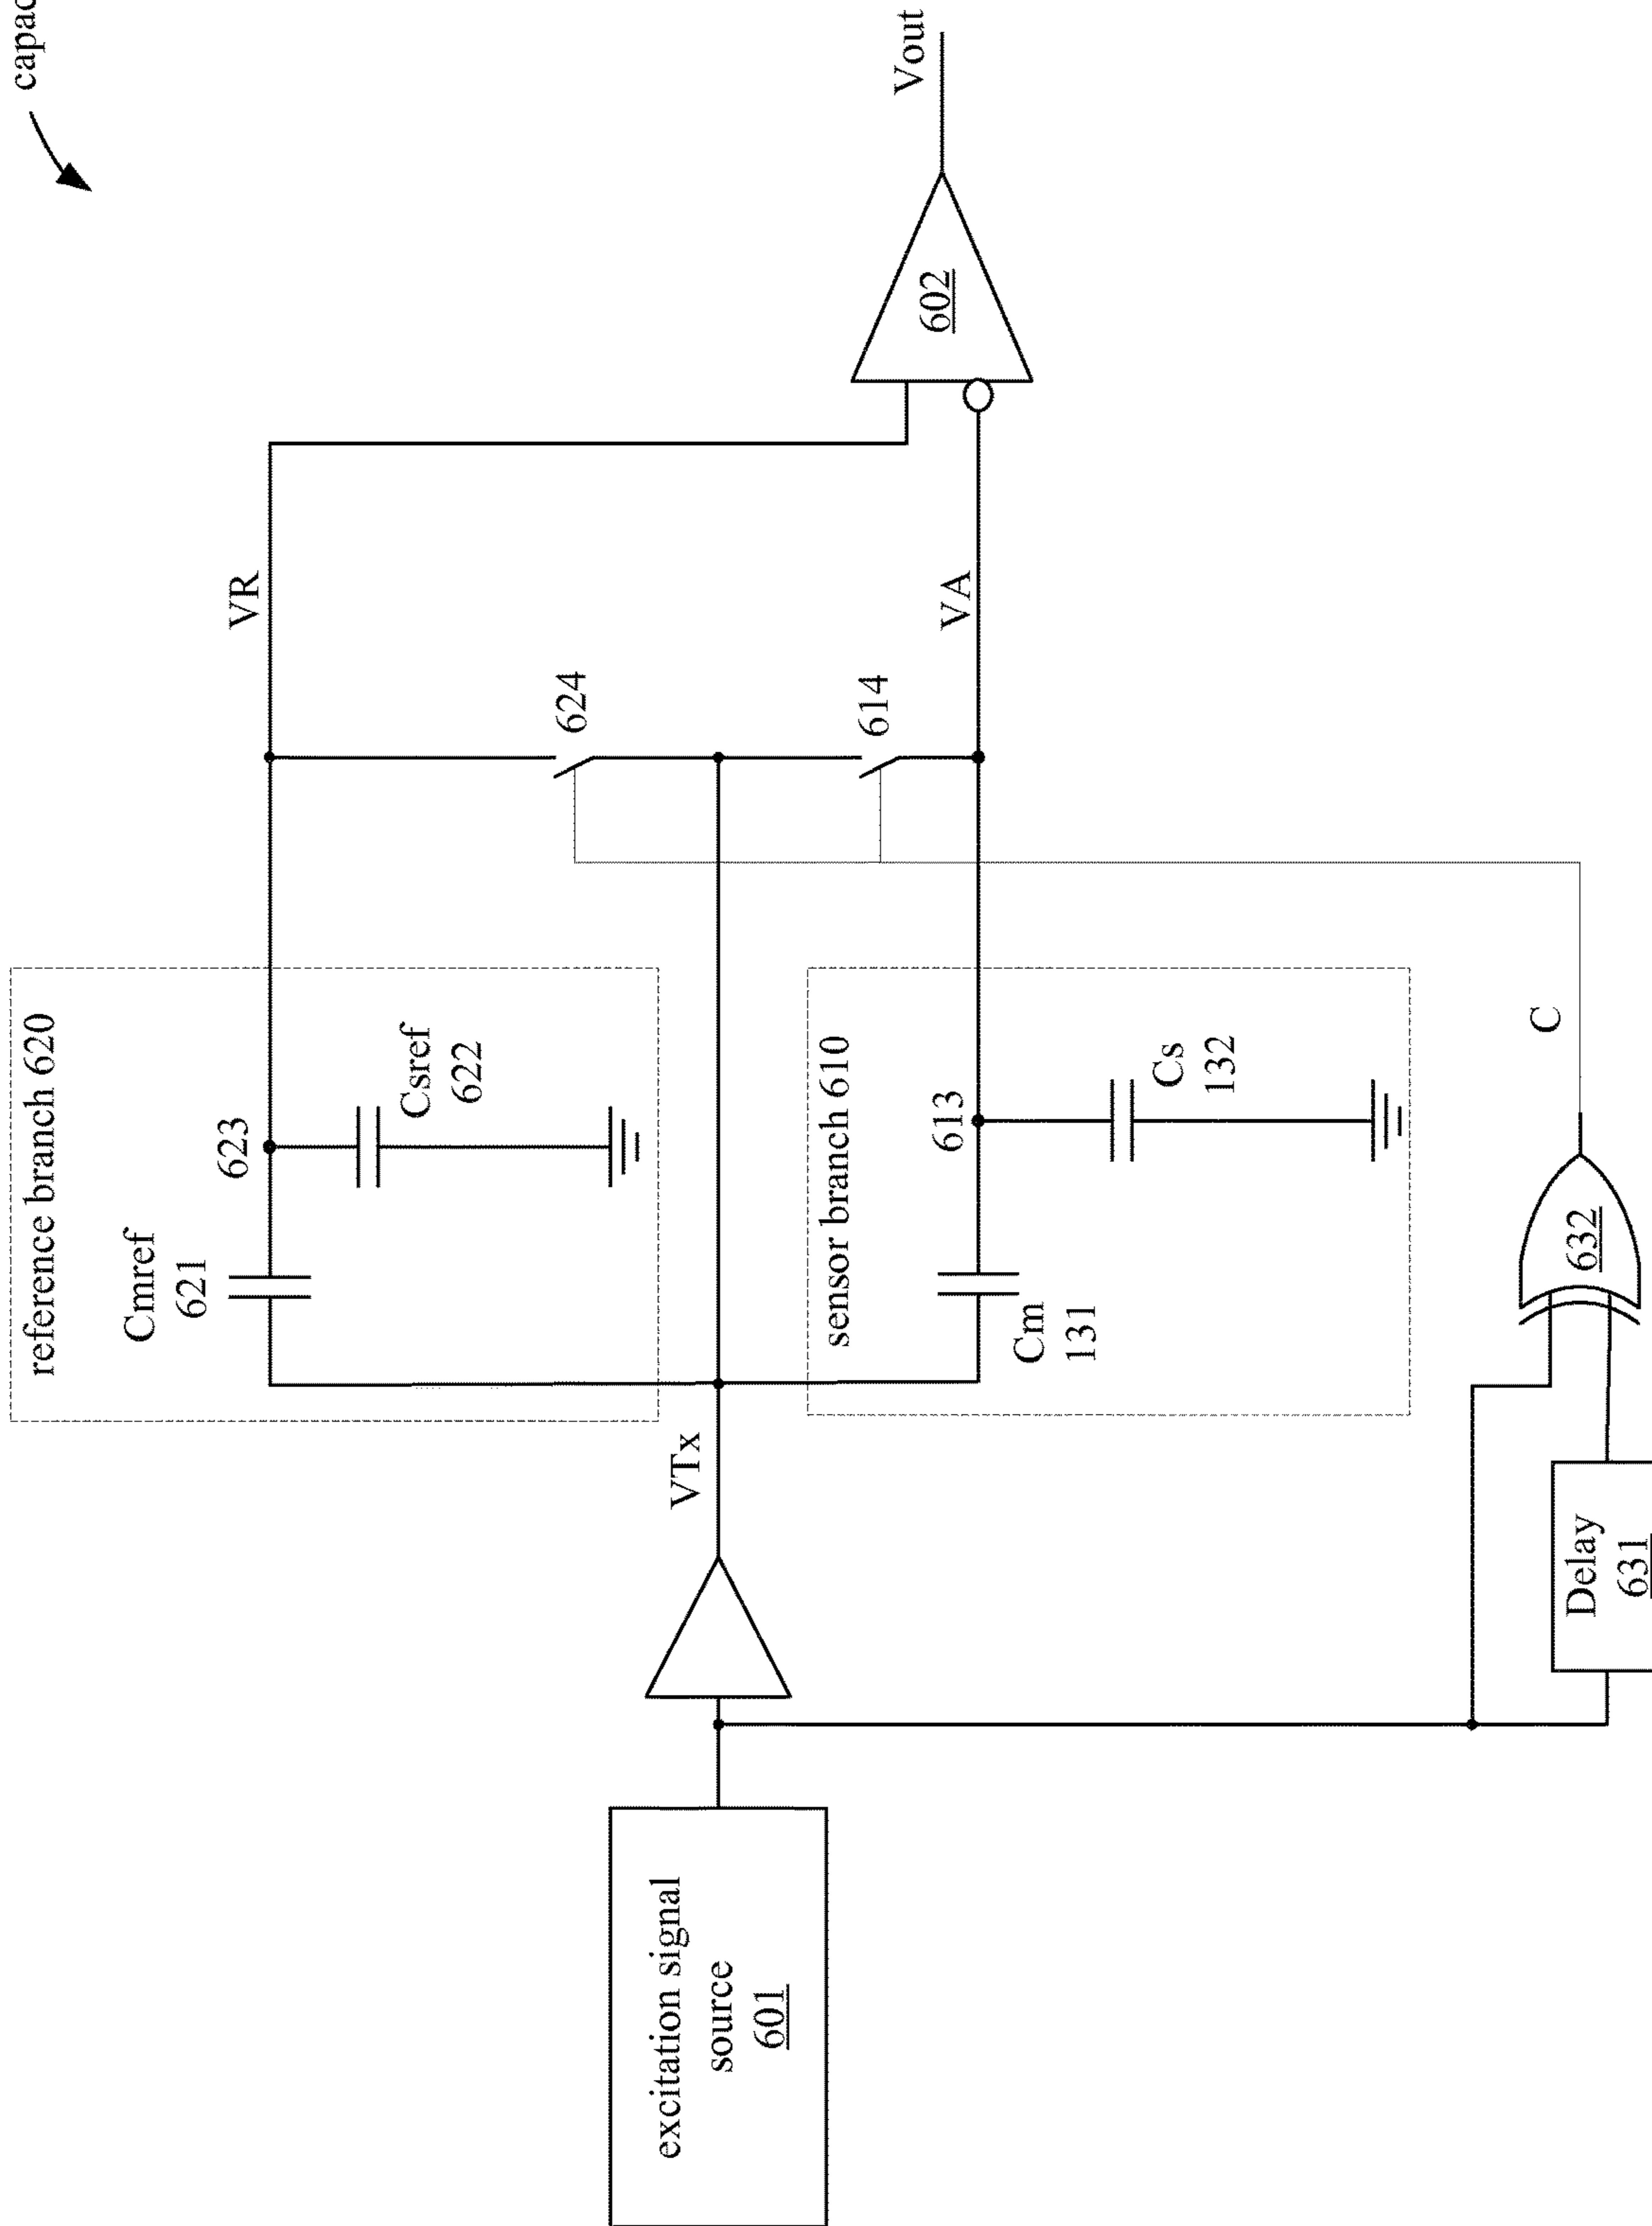 reference branch 620
Cmref
621
623
Csref
622
VR
624
VTx
sensor branch 610
Cm
131
613
Cs
132
614
VA
602
Vout
excitation signal
source
601
Delay
631
632
C